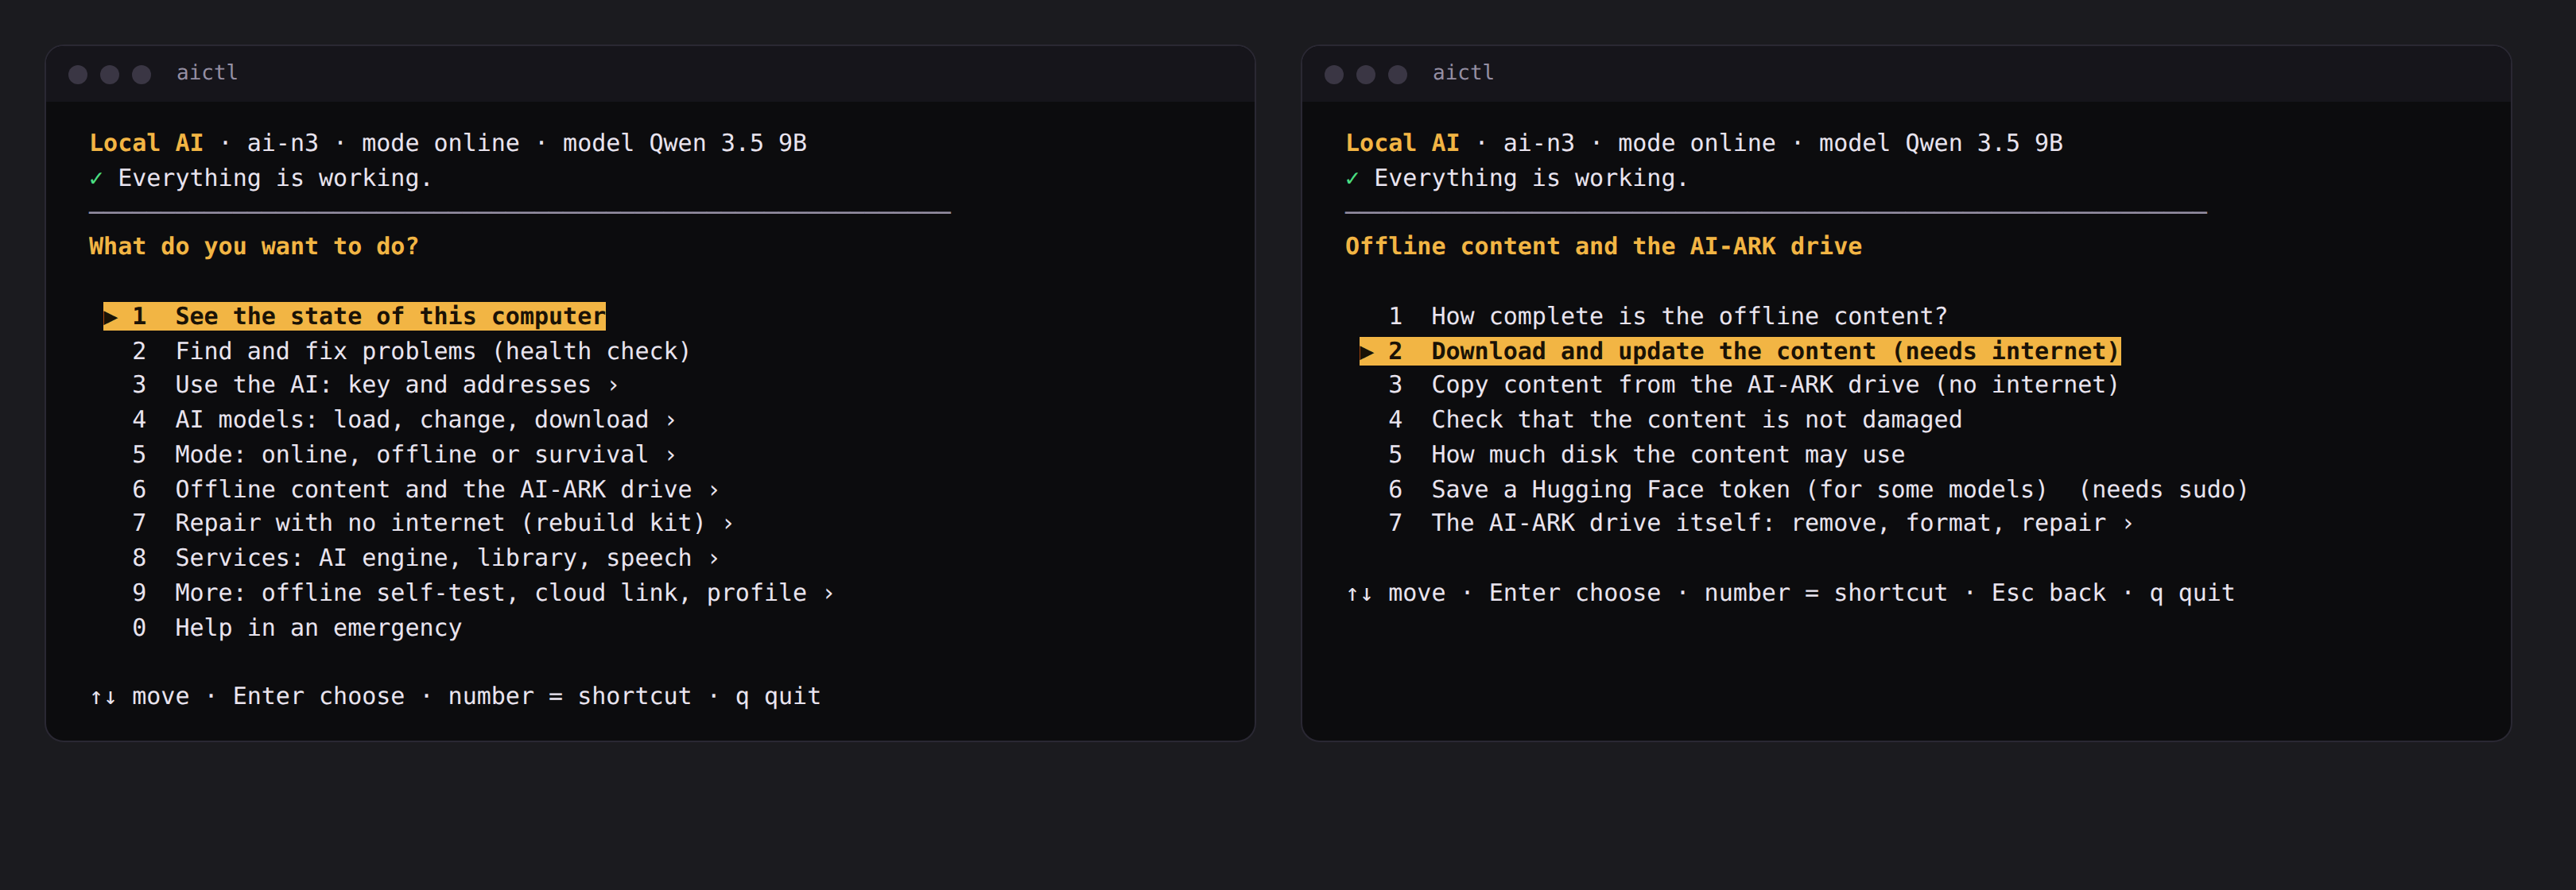 aictl
Local AI · ai-n3 · mode online · model Qwen 3.5 9B
✓ Everything is working.
What do you want to do?
▶ 1  See the state of this computer
2  Find and fix problems (health check)
3  Use the AI: key and addresses ›
4  AI models: load, change, download ›
5  Mode: online, offline or survival ›
6  Offline content and the AI-ARK drive ›
7  Repair with no internet (rebuild kit) ›
8  Services: AI engine, library, speech ›
9  More: offline self-test, cloud link, profile ›
0  Help in an emergency
↑↓ move · Enter choose · number = shortcut · q quit
aictl
Local AI · ai-n3 · mode online · model Qwen 3.5 9B
✓ Everything is working.
Offline content and the AI-ARK drive
1  How complete is the offline content?
▶ 2  Download and update the content (needs internet)
3  Copy content from the AI-ARK drive (no internet)
4  Check that the content is not damaged
5  How much disk the content may use
6  Save a Hugging Face token (for some models)  (needs sudo)
7  The AI-ARK drive itself: remove, format, repair ›
↑↓ move · Enter choose · number = shortcut · Esc back · q quit